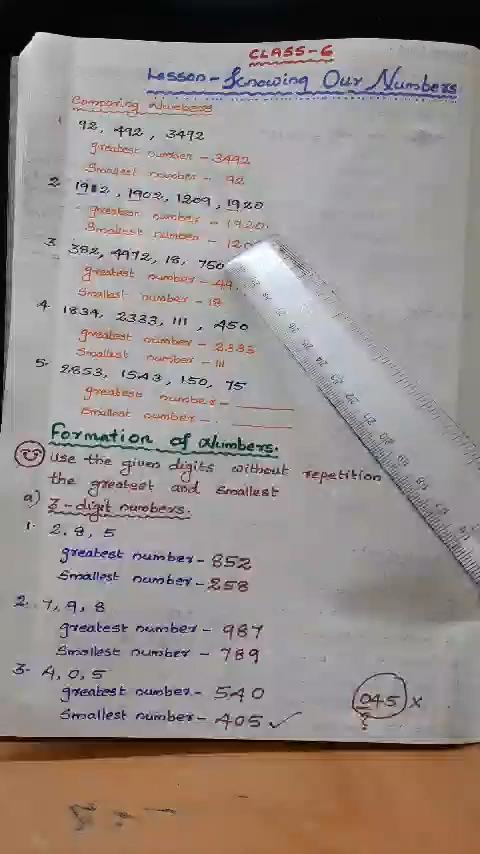 CLASS-6
Lesson - Knowing Our Numbers
Comparing Numbers
1. 92, 492, 3492
greatest number - 3492
Smallest number - 92
2. 1912, 1902, 1209, 1920
greatest number - 1920
Smallest number - 120
3. 382, 4972, 18, 750
greatest number - 49
Smallest number - 18
4. 1834, 2333, 111, 450
greatest number - 2333
Smallest number - 111
5. 2853, 1543, 150, 75
greatest number -
Smallest number -
Formation of Numbers.
Use the given digits without repetition
the greatest and smallest
a) 3-digit numbers.
1. 2, 8, 5
greatest number - 852
Smallest number - 258
2. 7, 9, 8
greatest number - 987
Smallest number - 789
3. 4, 0, 5
greatest number - 540
Smallest number - 405 ✓
045 x
?